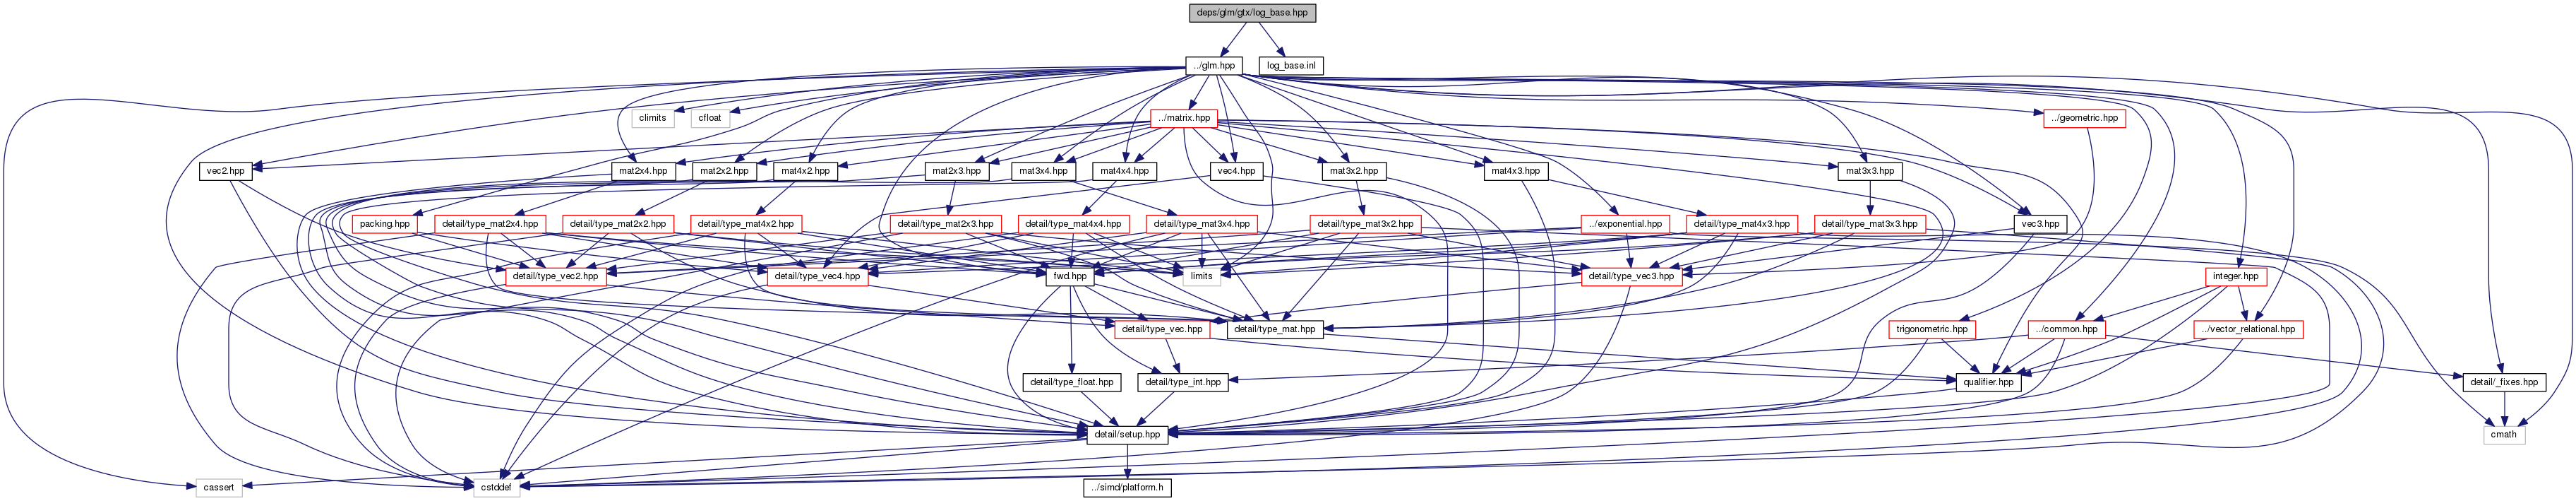 deps/glm/gtx/log_base.hpp
../glm.hpp
log_base.inl
climits
cfloat
../matrix.hpp
../geometric.hpp
vec2.hpp
mat2x4.hpp
mat2x2.hpp
mat4x2.hpp
mat2x3.hpp
mat3x4.hpp
mat4x4.hpp
vec4.hpp
mat3x2.hpp
mat4x3.hpp
mat3x3.hpp
packing.hpp
detail/type_mat2x4.hpp
detail/type_mat2x2.hpp
detail/type_mat4x2.hpp
detail/type_mat2x3.hpp
detail/type_mat4x4.hpp
detail/type_mat3x4.hpp
detail/type_mat3x2.hpp
../exponential.hpp
detail/type_mat4x3.hpp
detail/type_mat3x3.hpp
vec3.hpp
detail/type_vec2.hpp
detail/type_vec4.hpp
fwd.hpp
limits
detail/type_vec3.hpp
integer.hpp
detail/type_vec.hpp
detail/type_mat.hpp
trigonometric.hpp
../common.hpp
../vector_relational.hpp
detail/type_float.hpp
detail/type_int.hpp
qualifier.hpp
detail/_fixes.hpp
detail/setup.hpp
cmath
cassert
cstddef
../simd/platform.h